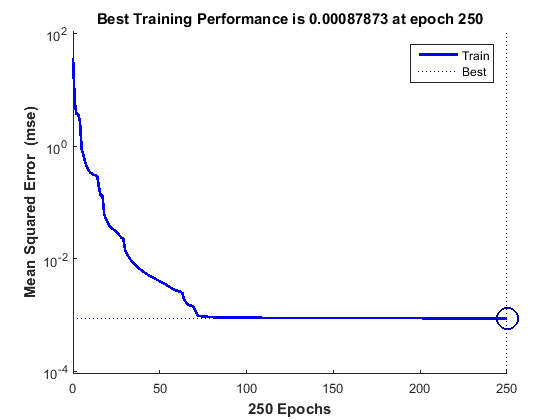 Best Training Performance is 0.00087873 at epoch 250
Train
Best
Mean Squared Error (mse)
10^2
10^0
10^-2
10^-4
0 50 100 150 200 250
250 Epochs